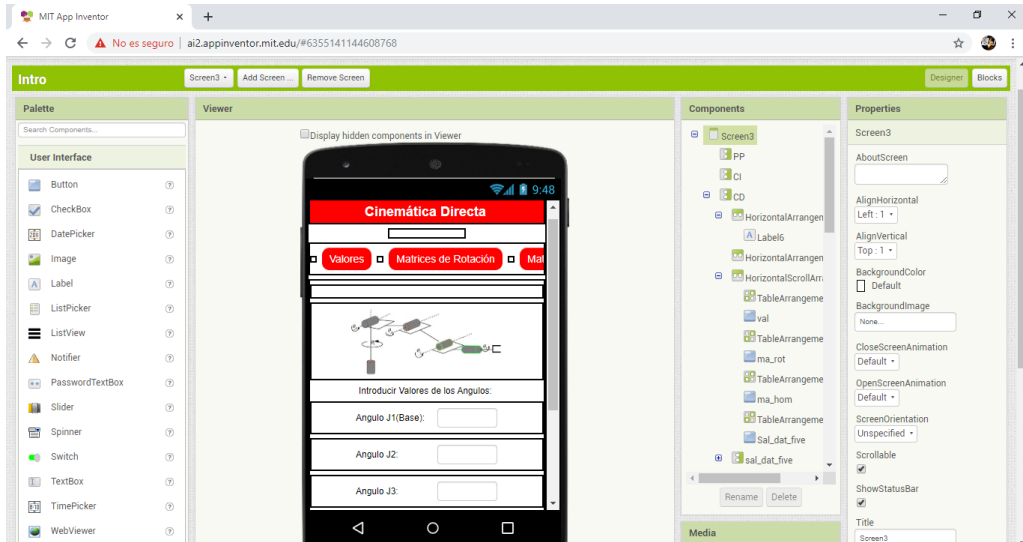 MIT App Inventor
No es seguro | ai2.appinventor.mit.edu/#6355141144608768
Intro
Screen3
Add Screen ...
Remove Screen
Designer
Blocks
Palette
Search Components...
User Interface
Button
CheckBox
DatePicker
Image
Label
ListPicker
ListView
Notifier
PasswordTextBox
Slider
Spinner
Switch
TextBox
TimePicker
WebViewer
Viewer
Display hidden components in Viewer
9:48
Cinemática Directa
Valores
Matrices de Rotación
Mat
Introducir Valores de los Angulos:
Angulo J1(Base):
Angulo J2:
Angulo J3:
Components
Screen3
PP
CI
CD
HorizontalArrangen
Label6
HorizontalArrangen
HorizontalScrollArra
TableArrangeme
val
TableArrangeme
ma_rot
TableArrangeme
ma_hom
TableArrangeme
Sal_dat_five
sal_dat_five
Rename
Delete
Media
Properties
Screen3
AboutScreen
AlignHorizontal
Left : 1
AlignVertical
Top : 1
BackgroundColor
Default
BackgroundImage
None...
CloseScreenAnimation
Default
OpenScreenAnimation
Default
ScreenOrientation
Unspecified
Scrollable
ShowStatusBar
Title
Screen3